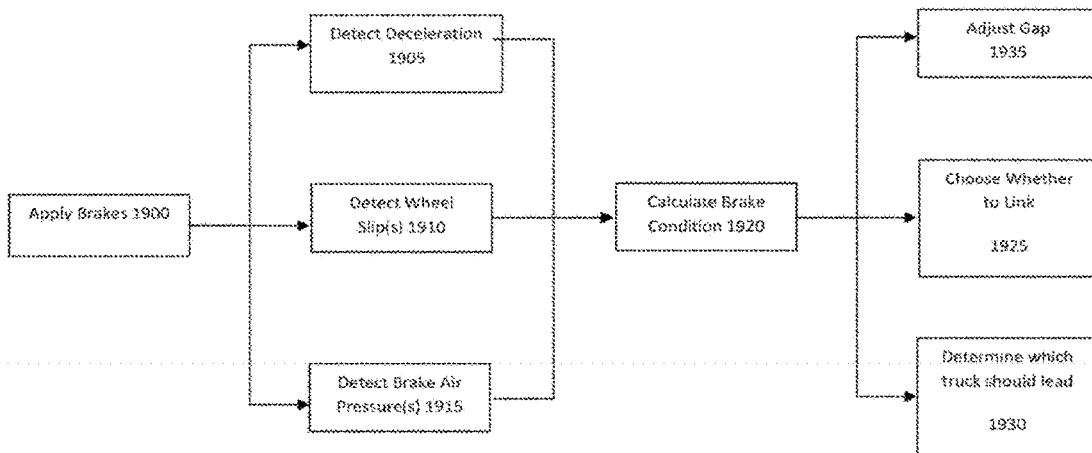 Apply Brakes 1900
Detect Deceleration
1905
Detect Wheel
Slip(s) 1910
Detect Brake Air
Pressure(s) 1915
Calculate Brake
Condition 1920
Adjust Gap
1935
Choose Whether
to Link
1925
Determine which
truck should lead
1930